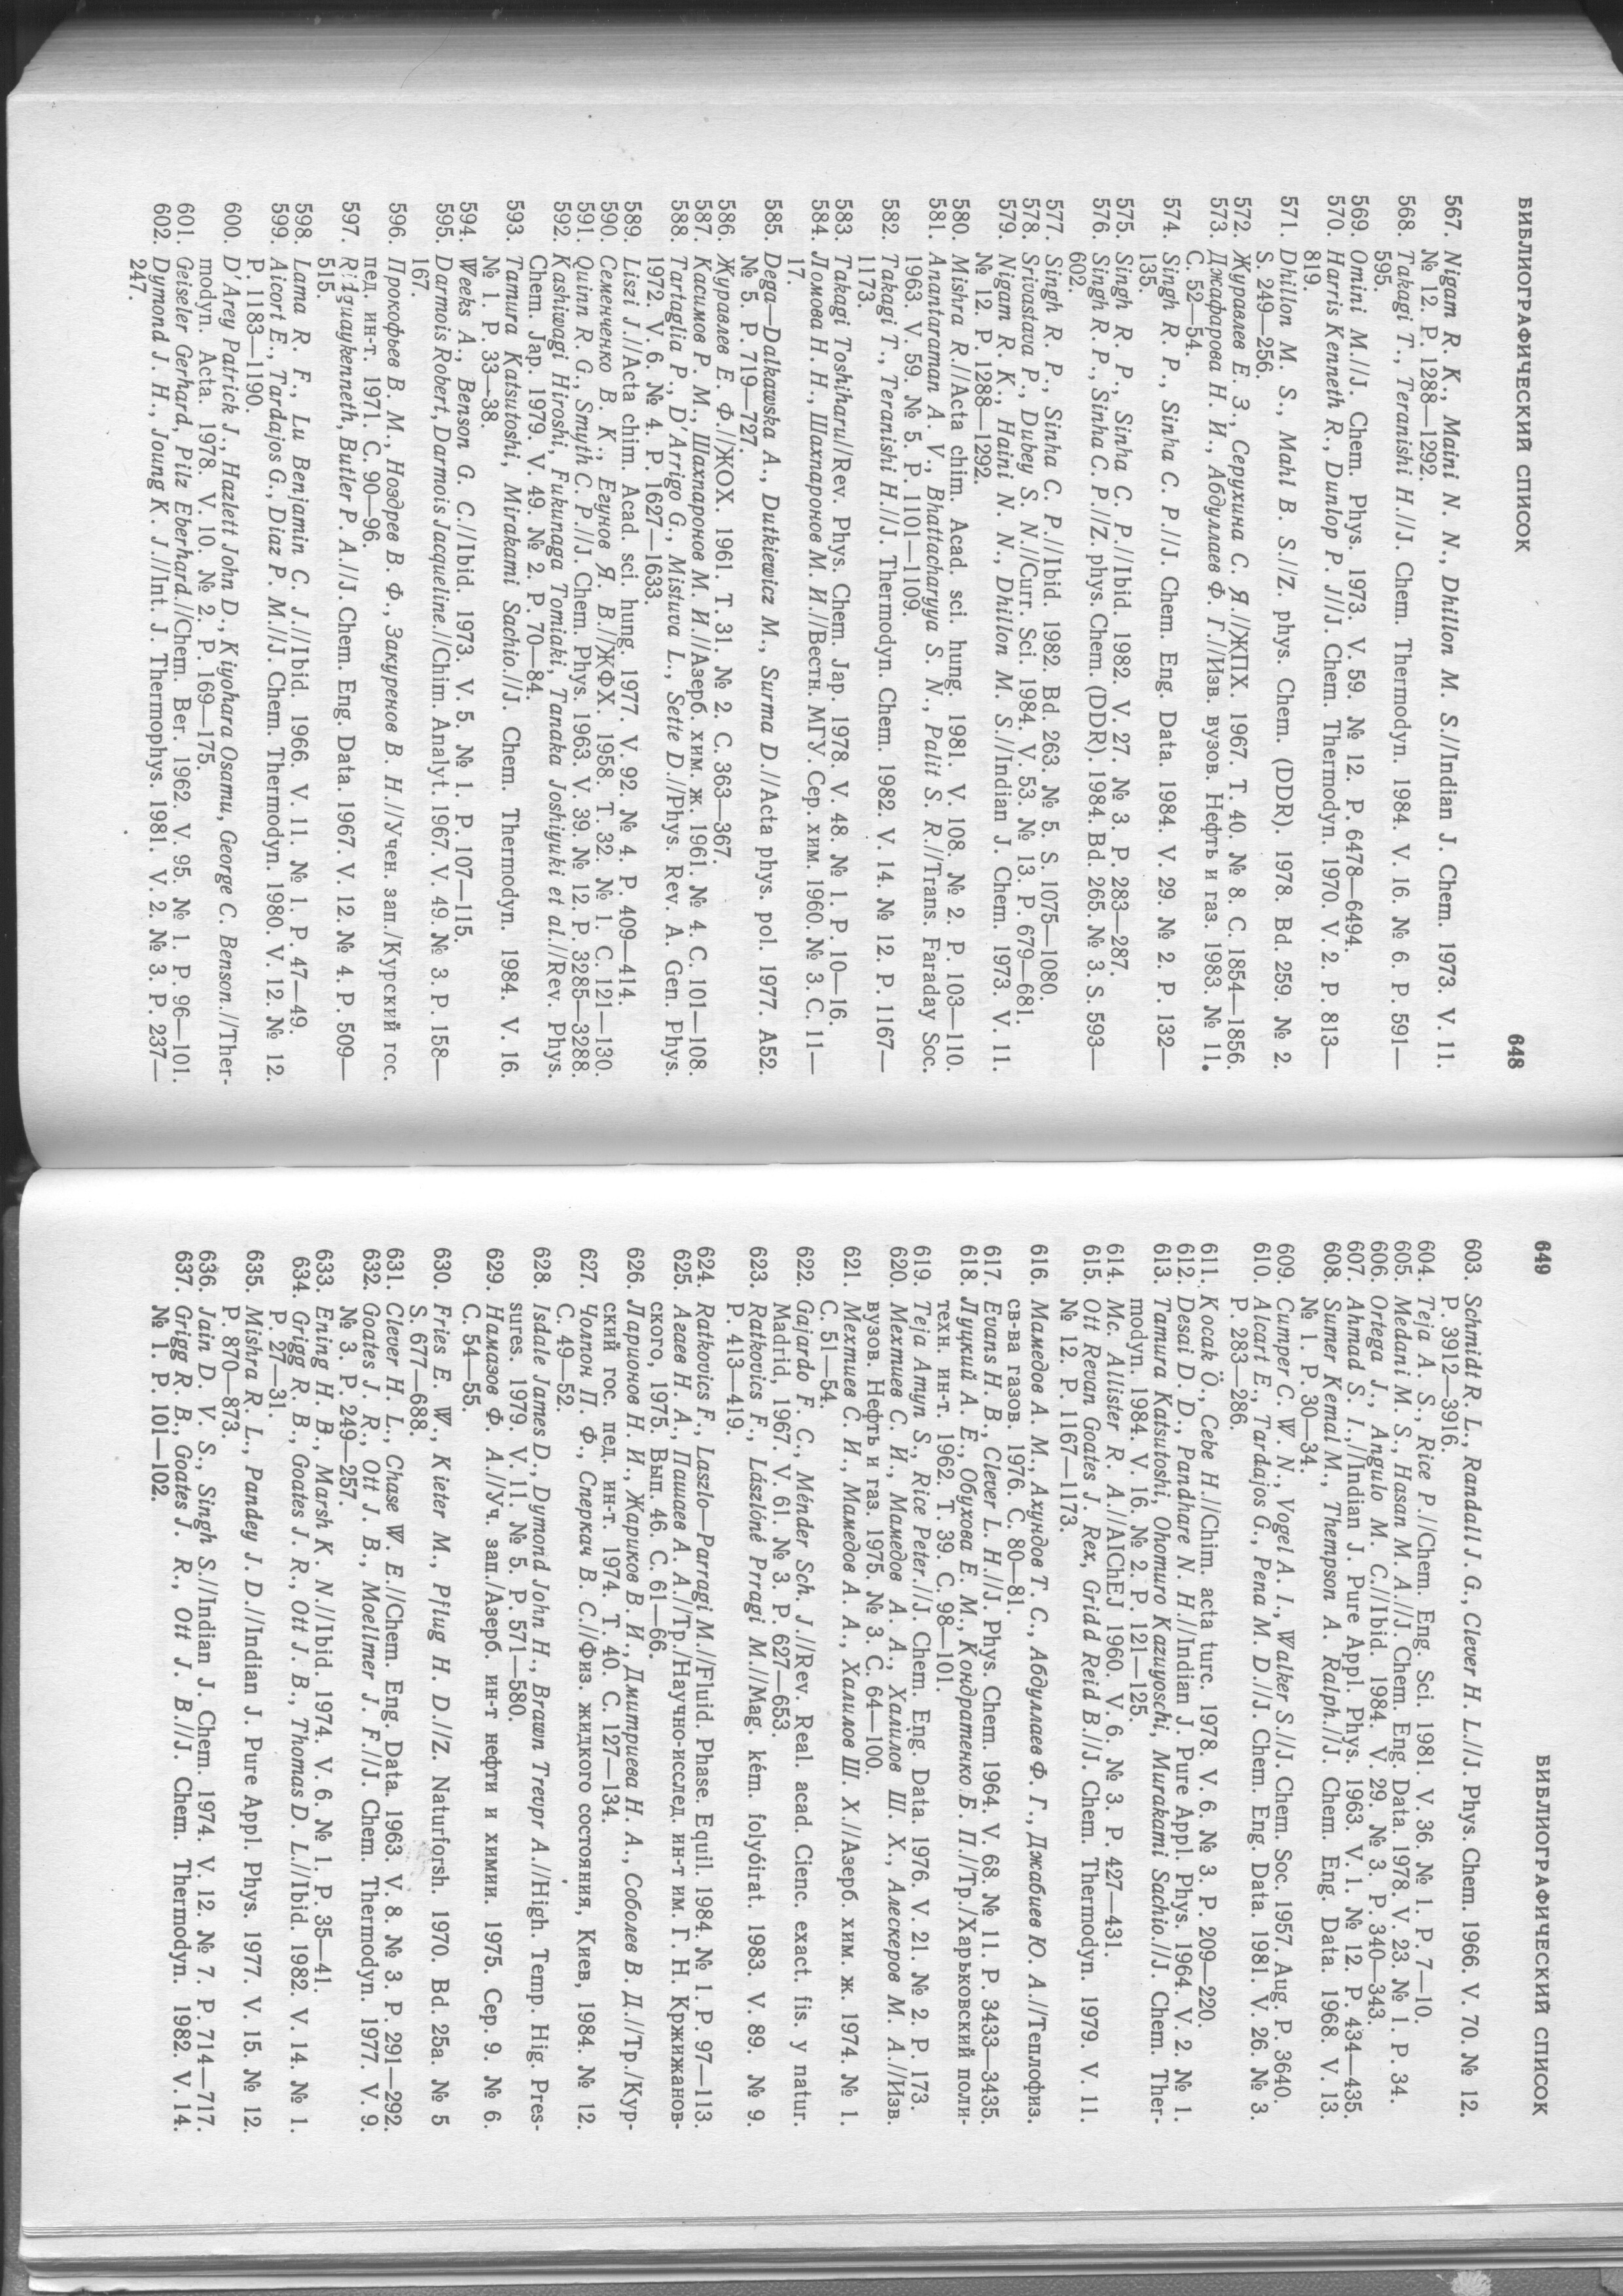 БИБЛИОГРАФИЧЕСКИЙ СПИСОК 648
567. Nigam R. K., Maini N. N., Dhillon M. S.//Indian J. Chem. 1973. V. 11.
№ 12. P. 1288—1292.
568. Takagi T., Teranishi H.//J. Chem. Thermodyn. 1984. V. 16. № 6. P. 591—
595.
569. Omini M.//J. Chem. Phys. 1973. V. 59. № 12. P. 6478—6494.
570. Harris Kenneth R., Dunlop P. J//J. Chem. Thermodyn. 1970. V. 2. P. 813—
819.
571. Dhillon M. S., Mahl B. S.//Z. phys. Chem. (DDR). 1978. Bd. 259. № 2.
S. 249—256.
572. Журавлев Е. З., Серухина С. Я.//ЖПХ. 1967. Т. 40. № 8. С. 1854—1856.
573. Джафарова Н. И., Абдуллаев Ф. Г.//Изв. вузов. Нефть и газ. 1983. № 11.
С. 52—54.
574. Singh R. P., Sinha C. P.//J. Chem. Eng. Data. 1984. V. 29. № 2. P. 132—
135.
575. Singh R. P., Sinha C. P.//Ibid. 1982. V. 27. № 3. P. 283—287.
576. Singh R. P., Sinha C. P.//Z. phys. Chem. (DDR). 1984. Bd. 265. № 3. S. 593—
602.
577. Singh R. P., Sinha C. P.//Ibid. 1982. Bd. 263. № 5. S. 1075—1080.
578. Srivastava P., Dubey S. N.//Curr. Sci. 1984. V. 53. № 13. P. 679—681.
579. Nigam R. K., Haini N. N., Dhillon M. S.//Indian J. Chem. 1973. V. 11.
№ 12. P. 1288—1292.
580. Mishra R.//Acta chim. Acad. sci. hung. 1981. V. 108. № 2. P. 103—110.
581. Anantaraman A. V., Bhattacharyya S. N., Palit S. R.//Trans. Faraday Soc.
1963. V. 59. № 5. P. 1101—1109.
582. Takagi T., Teranishi H.//J. Thermodyn. Chem. 1982. V. 14. № 12. P. 1167—
1173.
583. Takagi Toshiharu//Rev. Phys. Chem. Jap. 1978. V. 48. № 1. P. 10—16.
584. Ломова Н. Н., Шахпаронов М. И.//Вестн. МГУ. Сер. хим. 1960. № 3. С. 11—
17.
585. Dega—Dalkawska A., Dutkiewicz M., Surma D.//Acta phys. pol. 1977. A52.
№ 5. P. 719—727.
586. Журавлев Е. Ф.//ЖОХ. 1961. Т. 31. № 2. С. 363—367.
587. Касимов Р. М., Шахпаронов М. И.//Азерб. хим. ж. 1961. № 4. С. 101—108.
588. Tartaglia P., D'Arrigo G., Mistuva L., Sette D.//Phys. Rev. A. Gen. Phys.
1972. V. 6. № 4. P. 1627—1633.
589. Liszi J.//Acta chim. Acad. sci. hung. 1977. V. 92. № 4. P. 409—414.
590. Семенченко В. К., Егунов Я. В.//ЖФХ. 1958. Т. 32. № 1. С. 121—130.
591. Quinn R. G., Smyth C. P.//J. Chem. Phys. 1963. V. 39. № 12. P. 3285—3288.
592. Kashiwagi Hiroshi, Fukunaga Tomiaki, Tanaka Joshiyuki et al.//Rev. Phys.
Chem. Jap. 1979. V. 49. № 2. P. 70—84.
593. Tamura Katsutoshi, Mirakami Sachio.//J. Chem. Thermodyn. 1984. V. 16.
№ 1. P. 33—38.
594. Weeks A., Benson G. C.//Ibid. 1973. V. 5. № 1. P. 107—115.
595. Darmois Robert, Darmois Jacqueline.//Chim. Analyt. 1967. V. 49. № 3. P. 158—
167.
596. Прокофьев В. М., Ноздрев В. Ф., Закуренов В. Н.//Учен. зап./Курский гос.
пед. ин-т. 1971. С. 90—96.
597. Ridguaykenneth, Butler P. A.//J. Chem. Eng. Data. 1967. V. 12. № 4. P. 509—
515.
598. Lama R. F., Lu Benjamin C. J.//Ibid. 1966. V. 11. № 1. P. 47—49.
599. Aicort E., Tardajos G., Diaz P. M.//J. Chem. Thermodyn. 1980. V. 12. № 12.
P. 1183—1190.
600. D'Arey Patrick J., Hazlett John D., Kiyohara Osamu, George C. Benson.//Ther-
modyn. Acta. 1978. V. 10. № 2. P. 169—175.
601. Geiseler Gerhard, Pilz Eberhard.//Chem. Ber. 1962. V. 95. № 1. P. 96—101.
602. Dymond J. H., Joung K. J.//Int. J. Thermophys. 1981. V. 2. № 3. P. 237—
247.
649 БИБЛИОГРАФИЧЕСКИЙ СПИСОК
603. Schmidt R. L., Randall J. G., Clever H. L.//J. Phys. Chem. 1966. V. 70. № 12.
P. 3912—3916.
604. Teja A. S., Rice P.//Chem. Eng. Sci. 1981. V. 36. № 1. P. 7—10.
605. Medani M. S., Hasan M. A.//J. Chem. Eng. Data. 1978. V. 23. № 1. P. 34.
606. Ortega J., Angulo M. C.//Ibid. 1984. V. 29. № 3. P. 340—343.
607. Ahmad S. I.,//Indian J. Pure Appl. Phys. 1963. V. 1. № 12. P. 434—435.
608. Sumer Kemal M., Thempson A. Ralph.//J. Chem. Eng. Data. 1968. V. 13.
№ 1. P. 30—34.
609. Cumper C. W. N., Vogel A. I., Walker S.//J. Chem. Soc. 1957. Aug. P. 3640.
610. Alcart E., Tardajos G., Pena M. D.//J. Chem. Eng. Data. 1981. V. 26. № 3.
P. 283—286.
611. Kocak Ö., Cebe H.//Chim. acta turc. 1978. V. 6. № 3. P. 209—220.
612. Desai D. D., Pandhare N. H.//Indian J. Pure Appl. Phys. 1964. V. 2. № 1.
613. Tamura Katsutoshi, Ohomuro Kazuyoschi, Murakami Sachio.//J. Chem. Ther-
modyn. 1984. V. 16. № 2. P. 121—125.
614. Mc. Allister R. A.//AIChEJ 1960. V. 6. № 3. P. 427—431.
615. Ott Revan Goates J. Rex, Gridd Reid B.//J. Chem. Thermodyn. 1979. V. 11.
№ 12. P. 1167—1173.
616. Мамедов А. М., Ахундов Т. С., Абдуллаев Ф. Г., Джабиев Ю. А.//Теплофиз.
св-ва газов. 1976. С. 80—81.
617. Evans H. B., Clever L. H.//J. Phys. Chem. 1964. V. 68. № 11. P. 3433—3435.
618. Луцкий А. Е., Обухова Е. М., Кондратенко Б. П.//Тр./Харьковский поли-
техн. ин-т. 1962. Т. 39. С. 98—101.
619. Teja Amyn S., Rice Peter.//J. Chem. Eng. Data. 1976. V. 21. № 2. P. 173.
620. Мехтиев С. И., Мамедов А. А., Халилов Ш. Х., Алескеров М. А.//Изв.
вузов. Нефть и газ. 1975. № 3. С. 64—100.
621. Мехтиев С. И., Мамедов А. А., Халилов Ш. Х.//Азерб. хим. ж. 1974. № 1.
С. 51—54.
622. Gajardo F. C., Ménder Sch. J.//Rev. Real. acad. Cienc. exact. fis. y natur.
Madrid, 1967. V. 61. № 3. P. 627—653.
623. Ratkovics F., Lászlóné Prragi M.//Mag. kém. folyóirat. 1983. V. 89. № 9.
P. 413—419.
624. Ratkovics F., Laszlo—Parragi M.//Fluid. Phase. Equil. 1984. № 1. P. 97—113.
625. Агаев Н. А., Пашаев А. А.//Тр./Научно-исслед. ин-т им. Г. Н. Кржижанов-
ского, 1975. Вып. 46. С. 61—66.
626. Ларионов Н. И., Жариков В. И., Дмитриева Н. А., Соболев В. Д.//Тр./Кур-
ский гос. пед. ин-т. 1974. Т. 40. С. 127—134.
627. Чолпон П. Ф., Сперкач В. С.//Физ. жидкого состояния, Киев, 1984. № 12.
С. 49—52.
628. Isdale James D., Dymond John H., Brawn Trevpr A.//High. Temp. Hig. Pres-
sures. 1979. V. 11. № 5. P. 571—580.
629. Намазов Ф. А.//Уч. зап./Азерб. ин-т нефти и химии. 1975. Сер. 9. № 6.
С. 54—55.
630. Fries E. W., Kieter M., Pflug H. D.//Z. Naturforsh. 1970. Bd. 25a. № 5
S. 677—688.
631. Clever H. L., Chase W. E.//Chem. Eng. Data. 1963. V. 8. № 3. P. 291—292.
632. Goates J. R., Ott J. B., Moellmer J. F.//J. Chem. Thermodyn. 1977. V. 9.
№ 3. P. 249—257.
633. Ening H. B., Marsh K. N.//Ibid. 1974. V. 6. № 1. P. 35—41.
634. Grigg R. B., Goates J. R., Ott J. B., Thomas D. L.//Ibid. 1982. V. 14. № 1.
P. 27—31.
635. Mishra R. L., Pandey J. D.//Indian J. Pure Appl. Phys. 1977. V. 15. № 12.
P. 870—873.
636. Jain D. V. S., Singh S.//Indian J. Chem. 1974. V. 12. № 7. P. 714—717.
637. Grigg R. B., Goates J. R., Ott J. B.//J. Chem. Thermodyn. 1982. V. 14.
№ 1. P. 101—102.